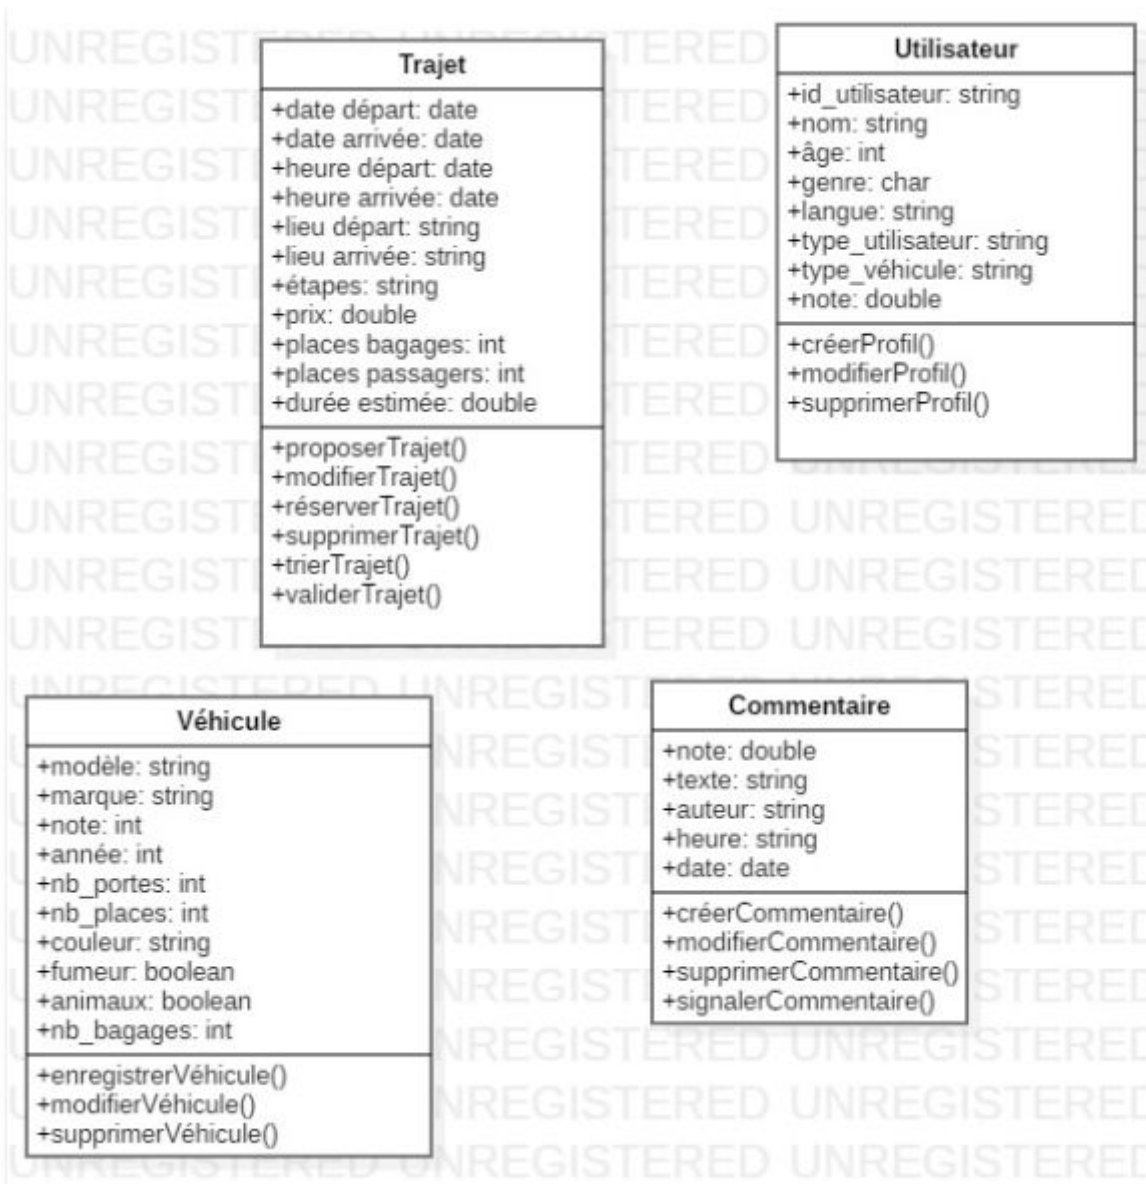 Trajet
+date départ: date
+date arrivée: date
+heure départ: date
+heure arrivée: date
+lieu départ: string
+lieu arrivée: string
+étapes: string
+prix: double
+places bagages: int
+places passagers: int
+durée estimée: double
+proposerTrajet()
+modifierTrajet()
+réserverTrajet()
+supprimerTrajet()
+trierTrajet()
+validerTrajet()
Utilisateur
+id_utilisateur: string
+nom: string
+âge: int
+genre: char
+langue: string
+type_utilisateur: string
+type_véhicule: string
+note: double
+créerProfil()
+modifierProfil()
+supprimerProfil()
Véhicule
+modèle: string
+marque: string
+note: int
+année: int
+nb_portes: int
+nb_places: int
+couleur: string
+fumeur: boolean
+animaux: boolean
+nb_bagages: int
+enregistrerVéhicule()
+modifierVéhicule()
+supprimerVéhicule()
Commentaire
+note: double
+texte: string
+auteur: string
+heure: string
+date: date
+créerCommentaire()
+modifierCommentaire()
+supprimerCommentaire()
+signalerCommentaire()
UNREGISTERED